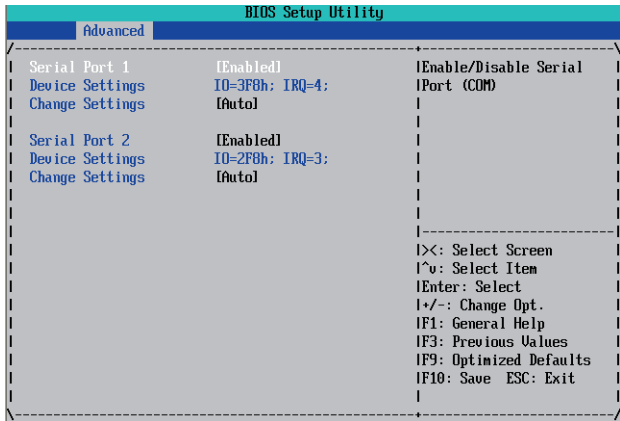 BIOS Setup Utility
Advanced
Serial Port 1 [Enabled]
Device Settings IO=3F8h; IRQ=4;
Change Settings [Auto]
Serial Port 2 [Enabled]
Device Settings IO=2F8h; IRQ=3;
Change Settings [Auto]
Enable/Disable Serial
Port (COM)
><: Select Screen
^v: Select Item
Enter: Select
+/-: Change Opt.
F1: General Help
F3: Previous Values
F9: Optimized Defaults
F10: Save ESC: Exit